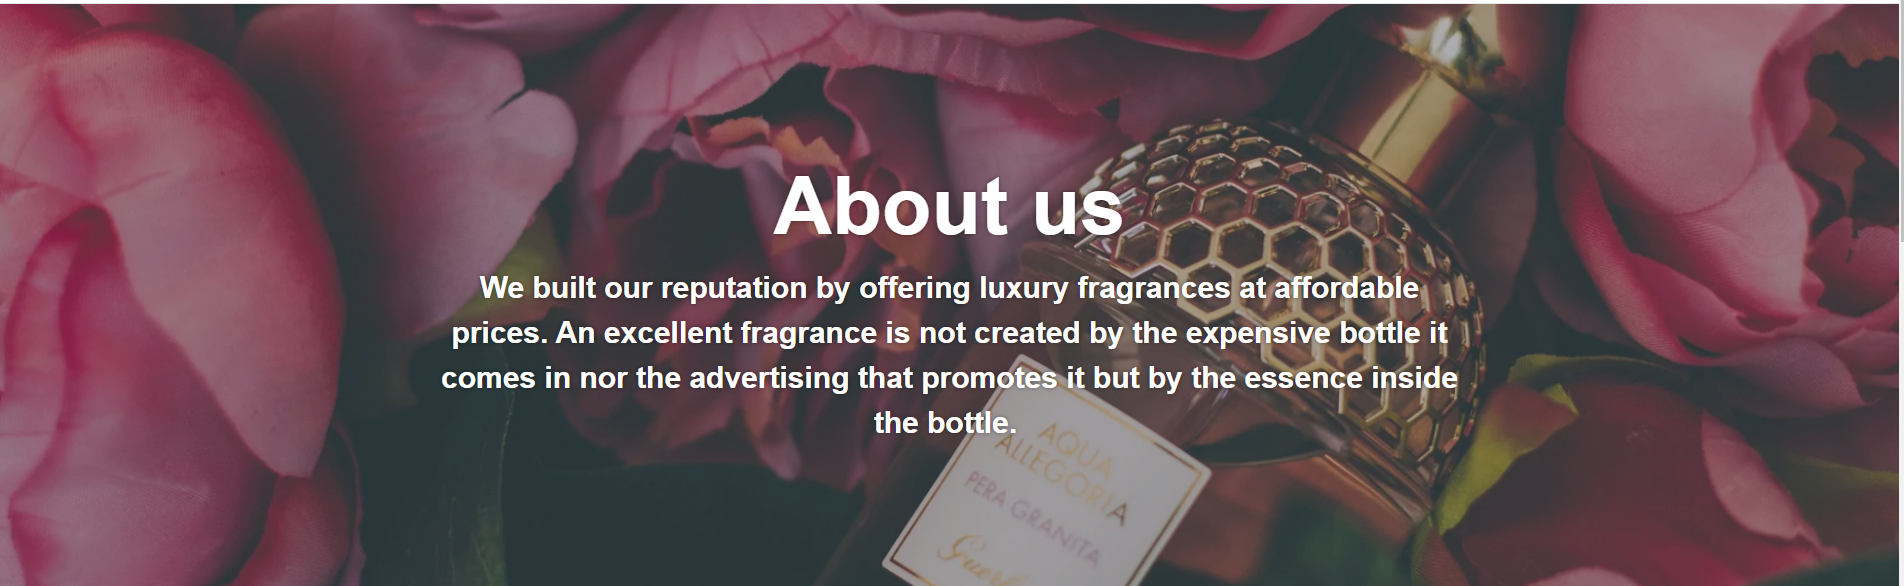 About us
We built our reputation by offering luxury fragrances at affordable
prices. An excellent fragrance is not created by the expensive bottle it
comes in nor the advertising that promotes it but by the essence inside
the bottle.
AQUA
ALLEGORIA
PERA GRANITA